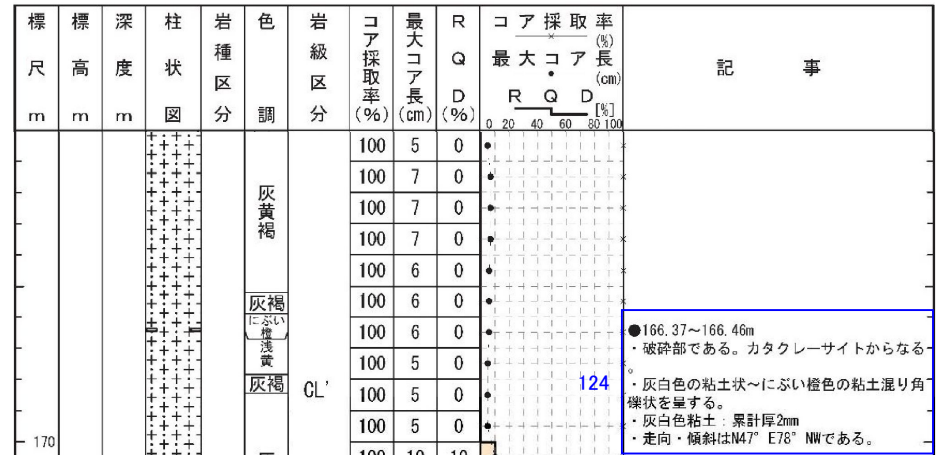 標尺m 標高m 深度m 柱状図 岩種区分 色調 岩級区分 コア採取率(%) 最大コア長(cm) RQD(%) コア採取率(%) 記事
最大コア長(cm)
RQD[%]
0 20 40 60 80 100
100 5 0
100 7 0
灰黄褐 100 7 0
100 7 0
100 6 0
灰褐 100 6 0
にぶい橙 100 6 0
浅黄 100 5 0
灰褐 CL' 100 5 0
100 5 0
170
100 10 10
124
●166.37～166.46m
・破砕部である。カタクレーサイトからなる
。
・灰白色の粘土状～にぶい橙色の粘土混り角
礫状を呈する。
・灰白色粘土：累計厚2mm
・走向・傾斜はN47°E78°NWである。